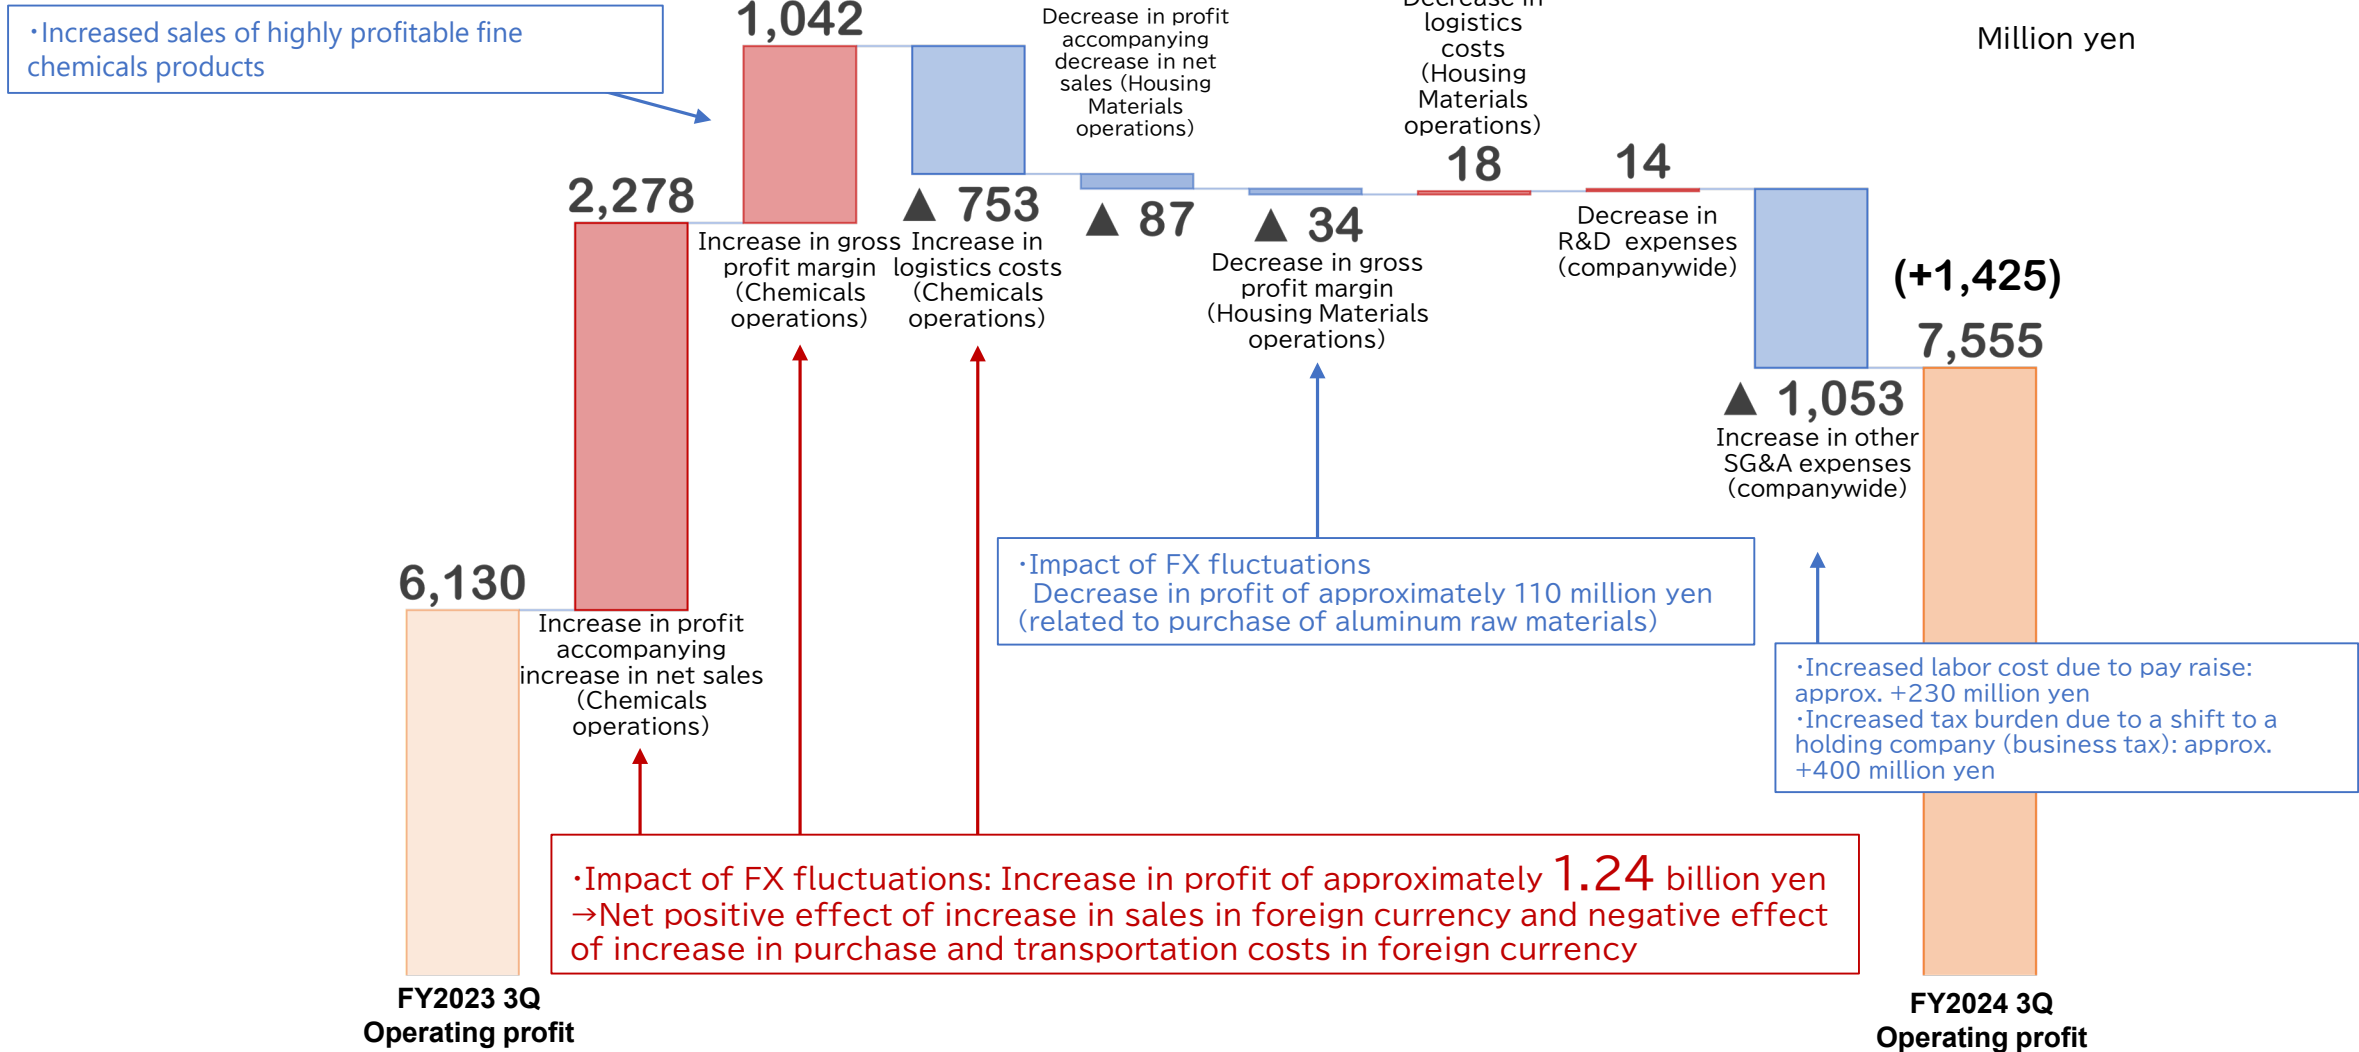 ・Increased sales of highly profitable fine
chemicals products
1,042
Decrease in profit
accompanying
decrease in net
sales (Housing
Materials
operations)
Decrease in
logistics
costs
(Housing
Materials
operations)
Million yen
2,278
▲ 753
▲ 87
▲ 34
18
14
Increase in gross
profit margin
(Chemicals
operations)
Increase in
logistics costs
(Chemicals
operations)
Decrease in gross
profit margin
(Housing Materials
operations)
Decrease in
R&D expenses
(companywide)
(+1,425)
7,555
▲ 1,053
Increase in other
SG&A expenses
(companywide)
6,130
Increase in profit
accompanying
increase in net sales
(Chemicals
operations)
・Impact of FX fluctuations
Decrease in profit of approximately 110 million yen
(related to purchase of aluminum raw materials)
・Increased labor cost due to pay raise:
approx. +230 million yen
・Increased tax burden due to a shift to a
holding company (business tax): approx.
+400 million yen
・Impact of FX fluctuations: Increase in profit of approximately 1.24 billion yen
→Net positive effect of increase in sales in foreign currency and negative effect
of increase in purchase and transportation costs in foreign currency
FY2023 3Q
Operating profit
FY2024 3Q
Operating profit